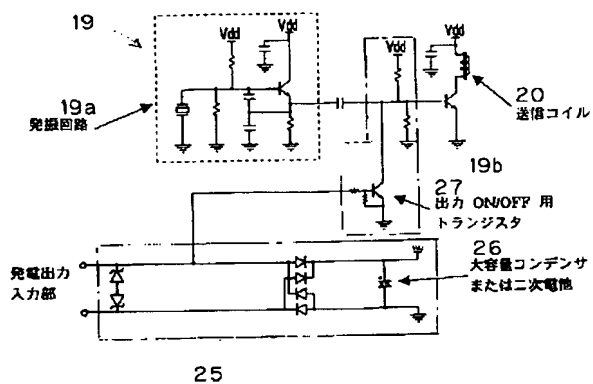 19
Vdd
Vdd
Vdd
Vdd
19a
発振回路
20
送信コイル
19b
27
出力 ON/OFF 用
トランジスタ
発電出力
入力部
26
大容量コンデンサ
または二次電池
25